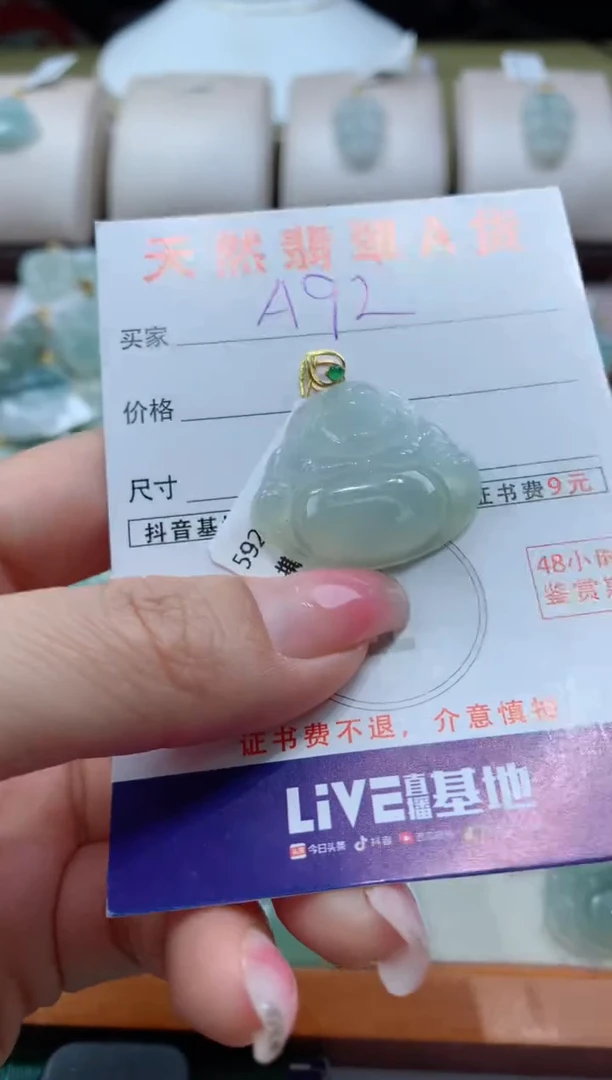 天然翡翠A货
A92
买家
价格
尺寸
抖音基
证书费9元
592
48小时
鉴赏期
证书费不退，介意慎拍
LiVE直播基地
今日头条 抖音